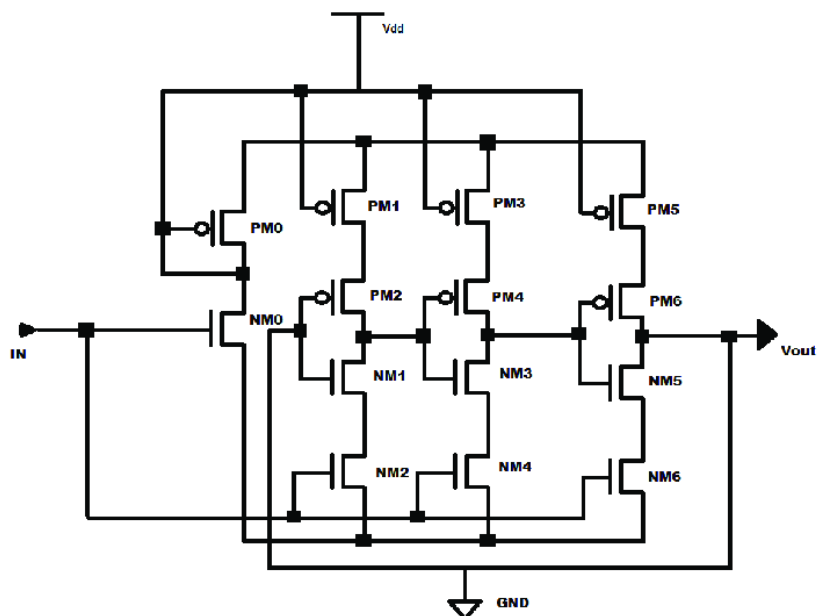 Vdd
PM0
PM1
PM3
PM5
PM2
PM4
PM6
IN
NM0
Vout
NM1
NM3
NM5
NM2
NM4
NM6
GND